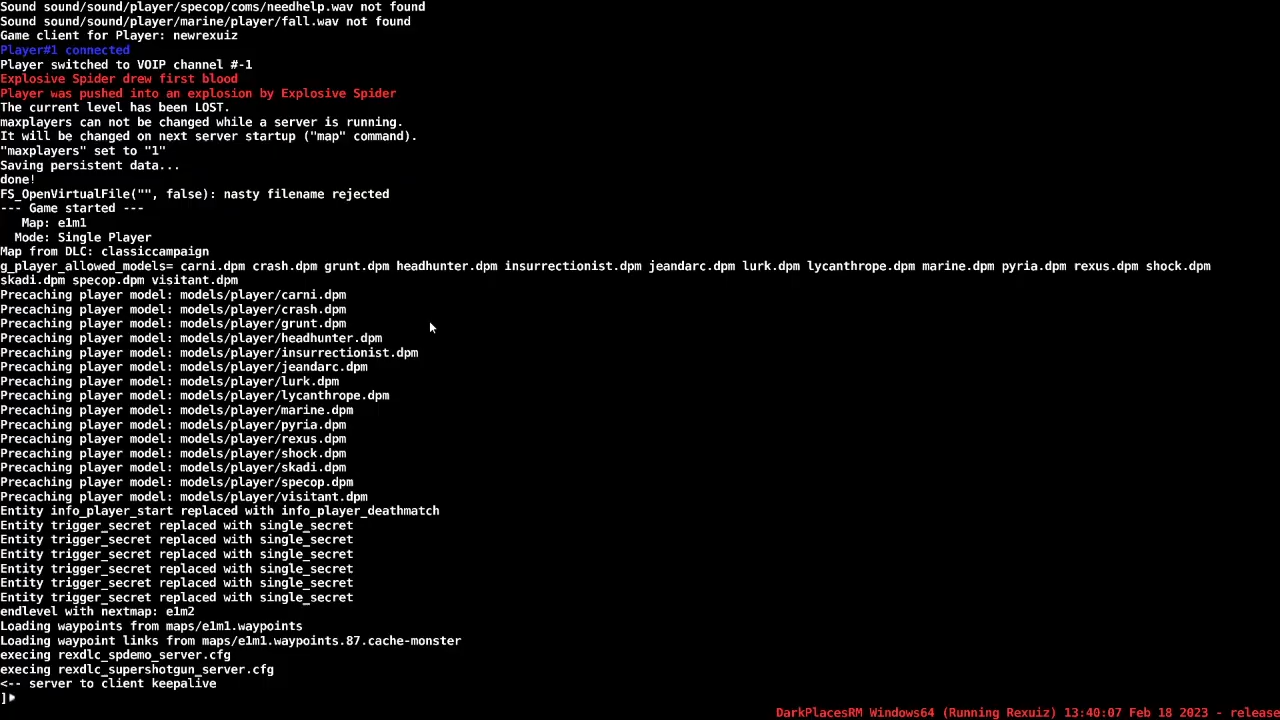 Sound sound/sound/player/specop/coms/needhelp.wav not found
Sound sound/sound/player/marine/player/fall.wav not found
Game client for Player: newrexuiz
Player#1 connected
Player switched to VOIP channel #-1
Explosive Spider drew first blood
Player was pushed into an explosion by Explosive Spider
The current level has been LOST.
maxplayers can not be changed while a server is running.
It will be changed on next server startup ("map" command).
"maxplayers" set to "1"
Saving persistent data...
done!
FS_OpenVirtualFile("", false): nasty filename rejected
--- Game started ---
Map: e1m1
Mode: Single Player
Map from DLC: classiccampaign
g_player_allowed_models= carni.dpm crash.dpm grunt.dpm headhunter.dpm insurrectionist.dpm jeandarc.dpm lurk.dpm lycanthrope.dpm marine.dpm pyria.dpm rexus.dpm shock.dpm
skadi.dpm specop.dpm visitant.dpm
Precaching player model: models/player/carni.dpm
Precaching player model: models/player/crash.dpm
Precaching player model: models/player/grunt.dpm
Precaching player model: models/player/headhunter.dpm
Precaching player model: models/player/insurrectionist.dpm
Precaching player model: models/player/jeandarc.dpm
Precaching player model: models/player/lurk.dpm
Precaching player model: models/player/lycanthrope.dpm
Precaching player model: models/player/marine.dpm
Precaching player model: models/player/pyria.dpm
Precaching player model: models/player/rexus.dpm
Precaching player model: models/player/shock.dpm
Precaching player model: models/player/skadi.dpm
Precaching player model: models/player/specop.dpm
Precaching player model: models/player/visitant.dpm
Entity info_player_start replaced with info_player_deathmatch
Entity trigger_secret replaced with single_secret
Entity trigger_secret replaced with single_secret
Entity trigger_secret replaced with single_secret
Entity trigger_secret replaced with single_secret
Entity trigger_secret replaced with single_secret
Entity trigger_secret replaced with single_secret
endlevel with nextmap: e1m2
Loading waypoints from maps/e1m1.waypoints
Loading waypoint links from maps/e1m1.waypoints.87.cache-monster
execing rexdlc_spdemo_server.cfg
execing rexdlc_supershotgun_server.cfg
<-- server to client keepalive
]
DarkPlacesRM Windows64 (Running Rexuiz) 13:40:07 Feb 18 2023 - release